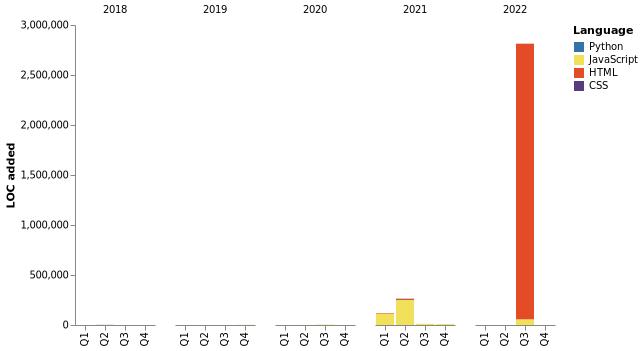 2018 2019 2020 2021 2022
3,000,000
2,500,000
2,000,000
1,500,000
1,000,000
500,000
0
LOC added
Q1 Q2 Q3 Q4 Q1 Q2 Q3 Q4 Q1 Q2 Q3 Q4 Q1 Q2 Q3 Q4 Q1 Q2 Q3 Q4
Language
Python
JavaScript
HTML
CSS